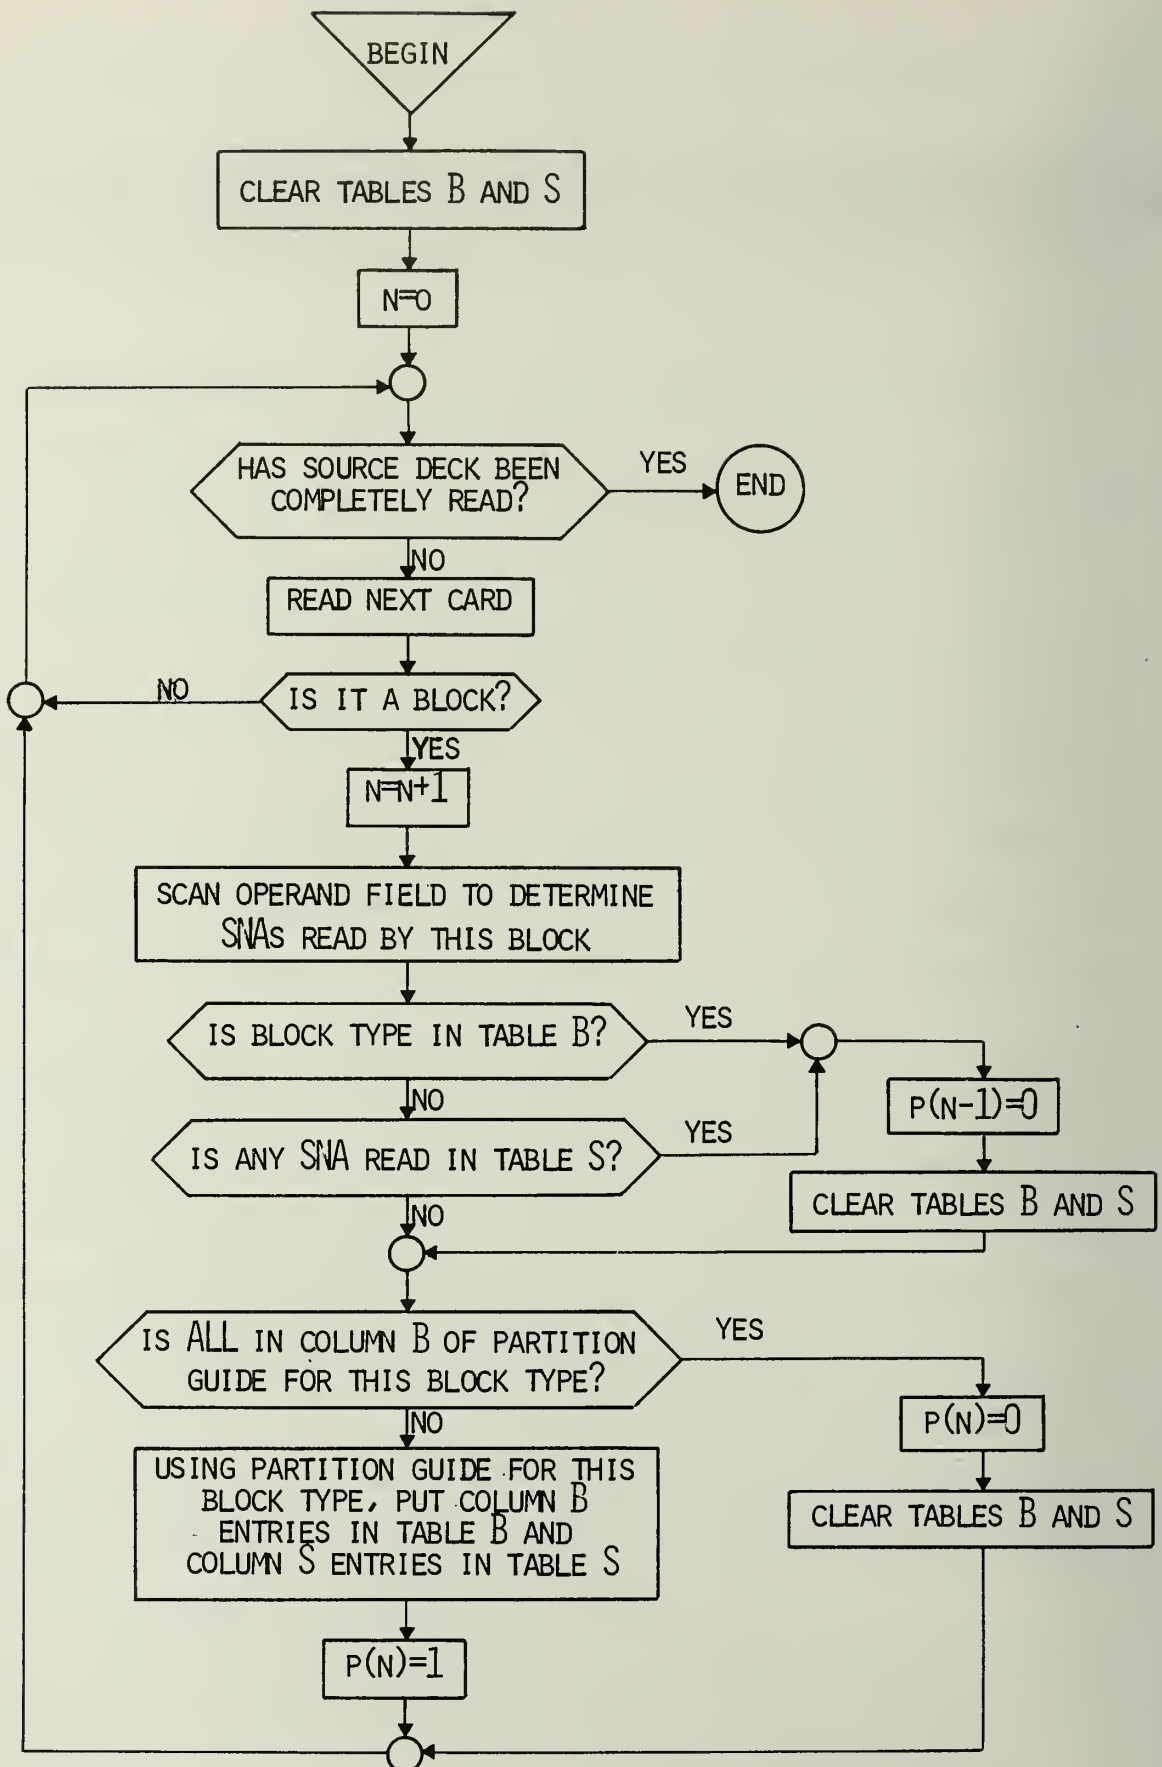 BEGIN
CLEAR TABLES B AND S
N=0
HAS SOURCE DECK BEEN
COMPLETELY READ?
YES
END
NO
READ NEXT CARD
IS IT A BLOCK?
NO
YES
N=N+1
SCAN OPERAND FIELD TO DETERMINE
SNAS READ BY THIS BLOCK
IS BLOCK TYPE IN TABLE B?
YES
NO
P(N-1)=0
IS ANY SNA READ IN TABLE S?
YES
CLEAR TABLES B AND S
NO
IS ALL IN COLUMN B OF PARTITION
GUIDE FOR THIS BLOCK TYPE?
YES
NO
P(N)=0
USING PARTITION GUIDE FOR THIS
BLOCK TYPE, PUT COLUMN B
ENTRIES IN TABLE B AND
COLUMN S ENTRIES IN TABLE S
CLEAR TABLES B AND S
P(N)=1